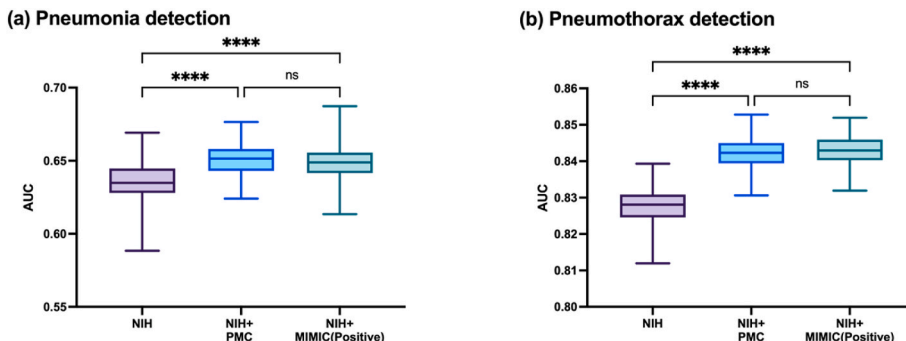 (a) Pneumonia detection
****
****
ns
0.70
0.65
0.60
0.55
AUC
NIH
NIH+
PMC
NIH+
MIMIC(Positive)
(b) Pneumothorax detection
****
****
ns
0.86
0.85
0.84
0.83
0.82
0.81
0.80
AUC
NIH
NIH+
PMC
NIH+
MIMIC(Positive)